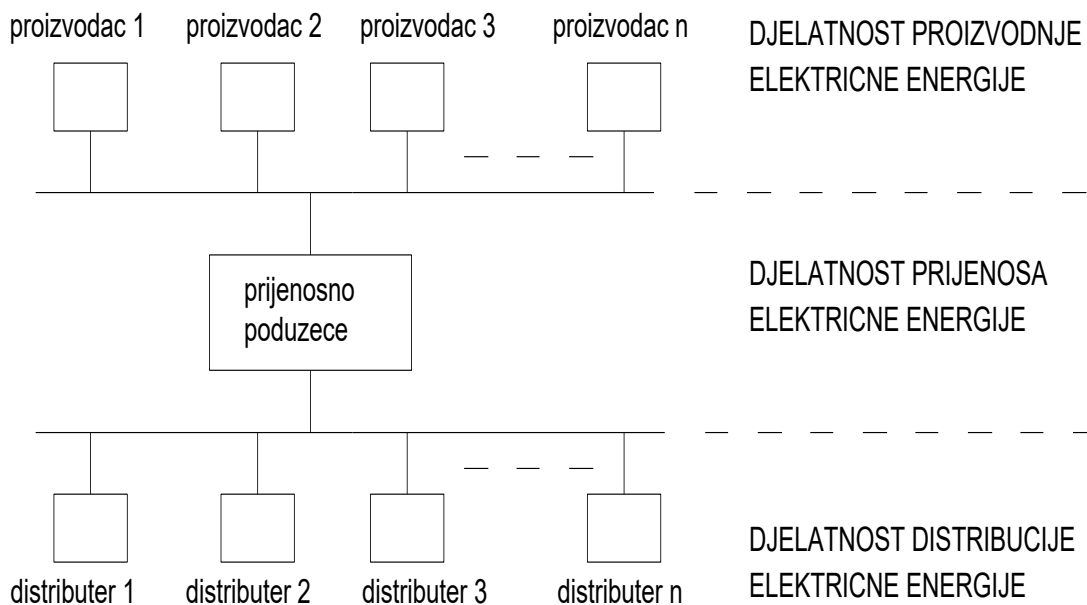 proizvodac 1
proizvodac 2
proizvodac 3
proizvodac n
DJELATNOST PROIZVODNJE
ELEKTRICNE ENERGIJE
prijenosno
poduzece
DJELATNOST PRIJENOSA
ELEKTRICNE ENERGIJE
distributer 1
distributer 2
distributer 3
distributer n
DJELATNOST DISTRIBUCIJE
ELEKTRICNE ENERGIJE